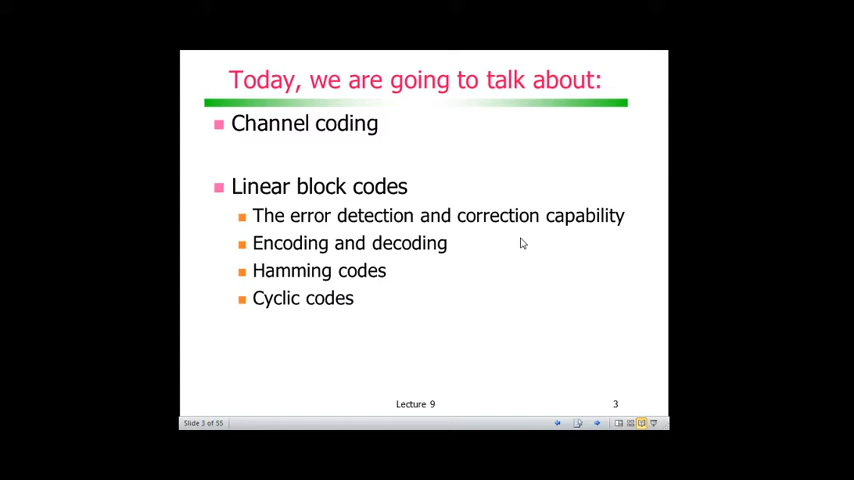 Today, we are going to talk about:
Channel coding
Linear block codes
The error detection and correction capability
Encoding and decoding
Hamming codes
Cyclic codes
Lecture 9
3
Slide 3 of 55